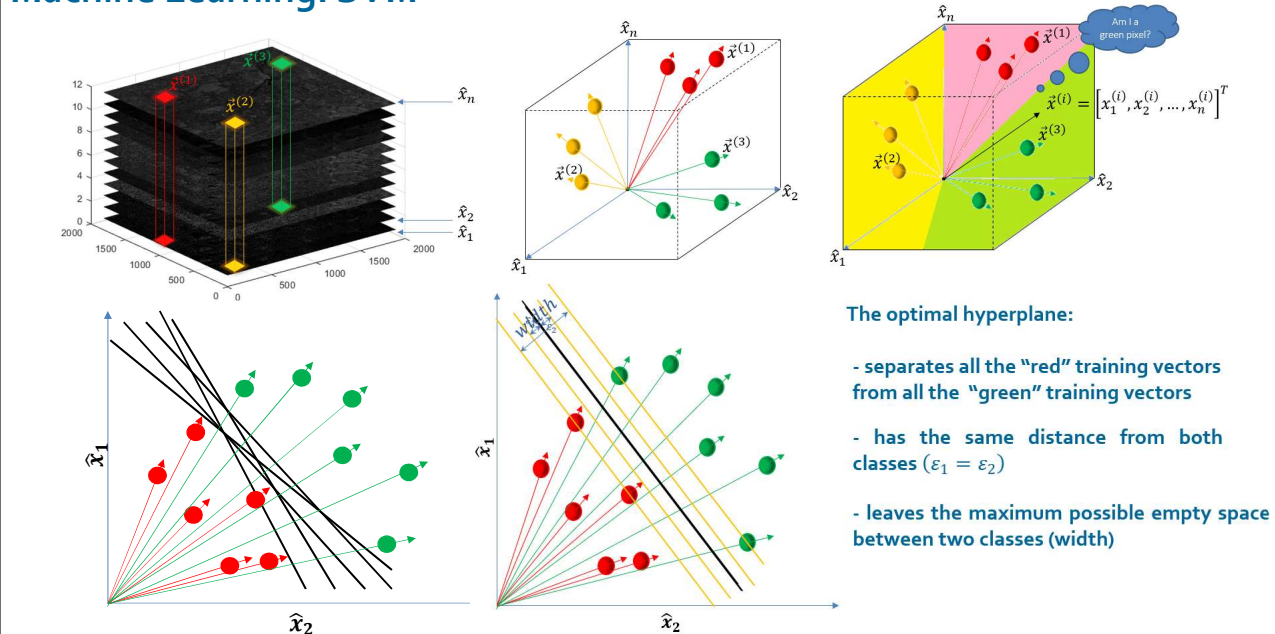 Machine Learning: SVM
x̂ₙ
x⃗⁽¹⁾
x⃗⁽²⁾
x⃗⁽³⁾
12
10
8
6
4
2
0
2000
1500
1000
500
0
0
500
1000
1500
2000
x̂ₙ
x̂₂
x̂₁
x⃗⁽¹⁾
x⃗⁽²⁾
x⃗⁽³⁾
x̂₂
x̂₁
x̂ₙ
Am I a
green pixel?
x⃗⁽¹⁾
x⃗⁽ⁱ⁾ = [x₁⁽ⁱ⁾, x₂⁽ⁱ⁾, …, xₙ⁽ⁱ⁾]ᵀ
x⃗⁽³⁾
x⃗⁽²⁾
x̂₂
x̂₁
x̂₁
x̂₂
width
ε₂
x̂₁
x̂₂
The optimal hyperplane:
- separates all the “red” training vectors
from all the “green” training vectors
- has the same distance from both
classes (ε₁ = ε₂)
- leaves the maximum possible empty space
between two classes (width)